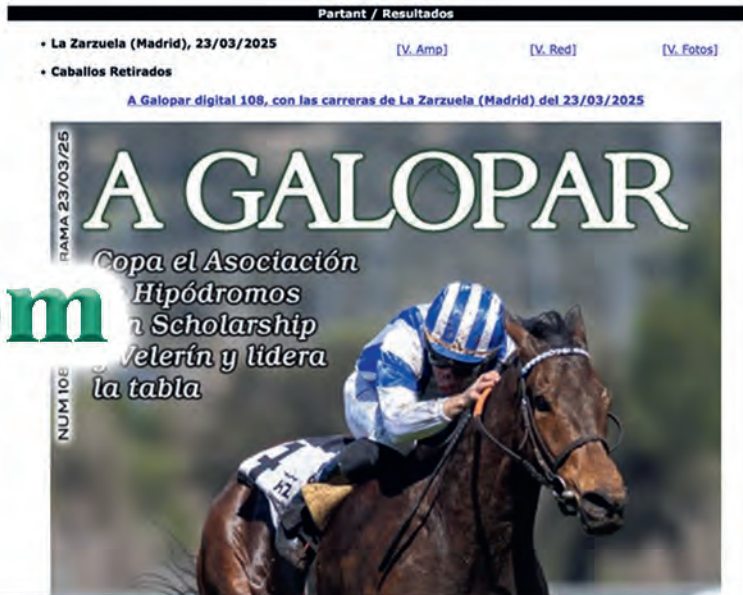 Partant / Resultados
• La Zarzuela (Madrid), 23/03/2025
[V. Amp]
[V. Red]
[V. Fotos]
• Caballos Retirados
A Galopar digital 108, con las carreras de La Zarzuela (Madrid) del 23/03/2025
A GALOPAR
RAMA 23/03/25
NUM 108
Copa el Asociación
Hipódromos
n Scholarship
Velerín y lidera
la tabla
om
ZH